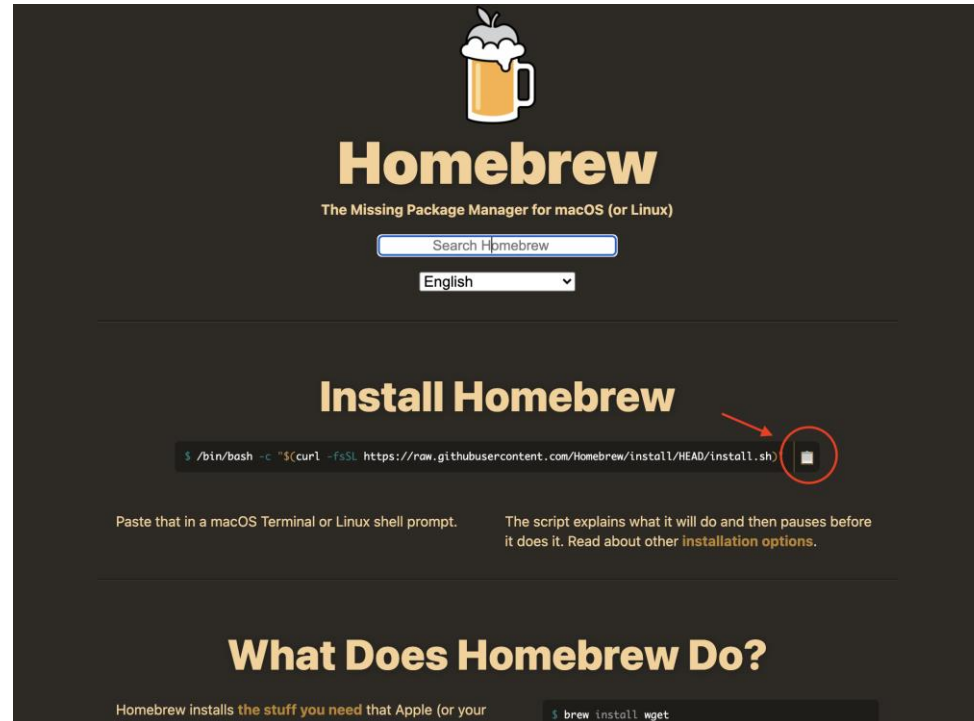 Homebrew
The Missing Package Manager for macOS (or Linux)
Search Homebrew
English
Install Homebrew
$ /bin/bash -c "$(curl -fsSL https://raw.githubusercontent.com/Homebrew/install/HEAD/install.sh)"
Paste that in a macOS Terminal or Linux shell prompt.
The script explains what it will do and then pauses before
it does it. Read about other installation options.
What Does Homebrew Do?
Homebrew installs the stuff you need that Apple (or your
$ brew install wget